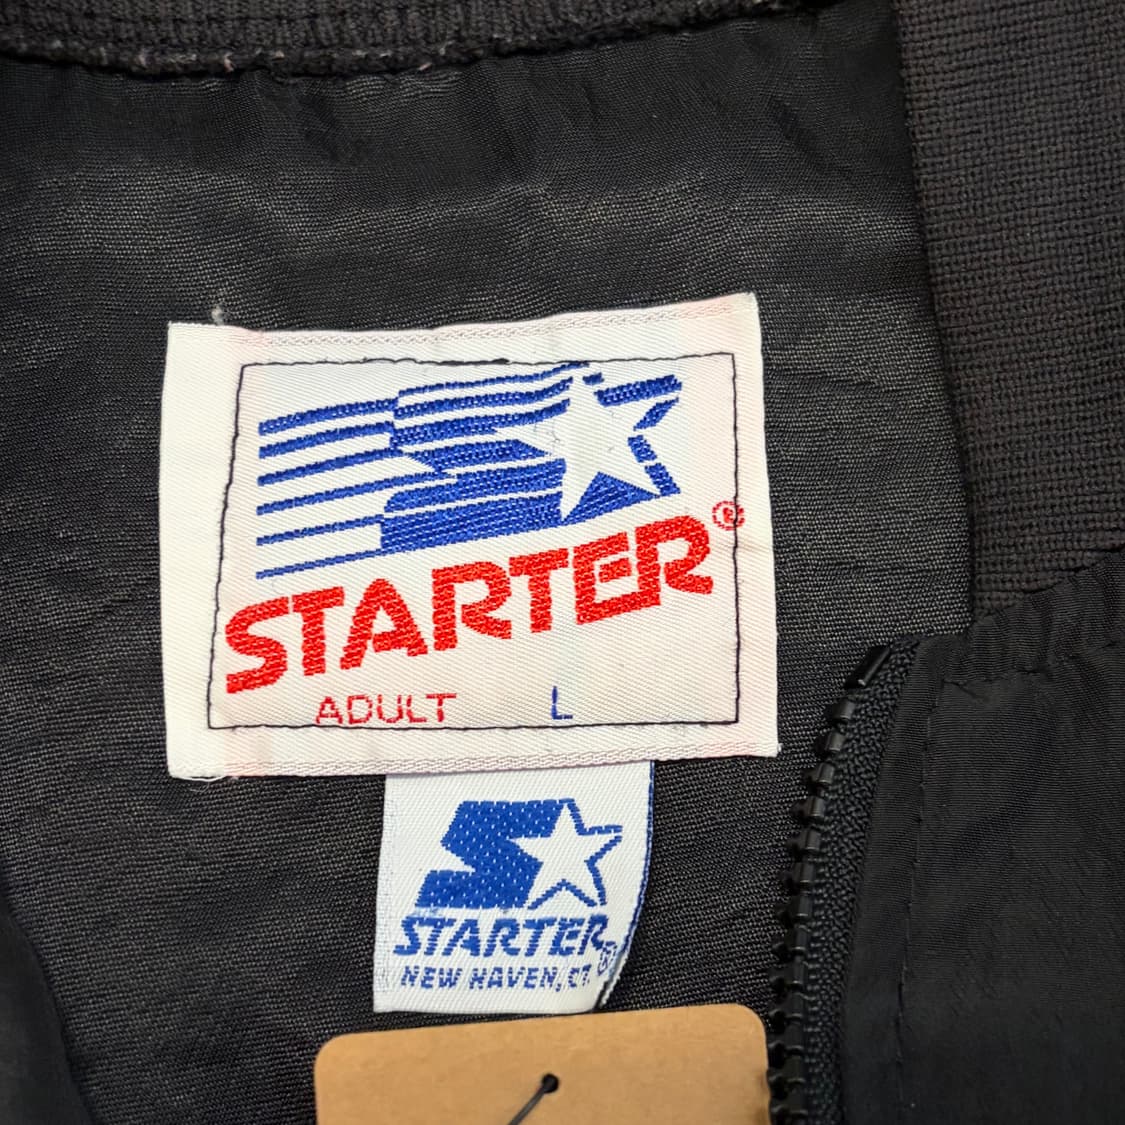 STARTER®
ADULT L
STARTER®
NEW HAVEN, CT.